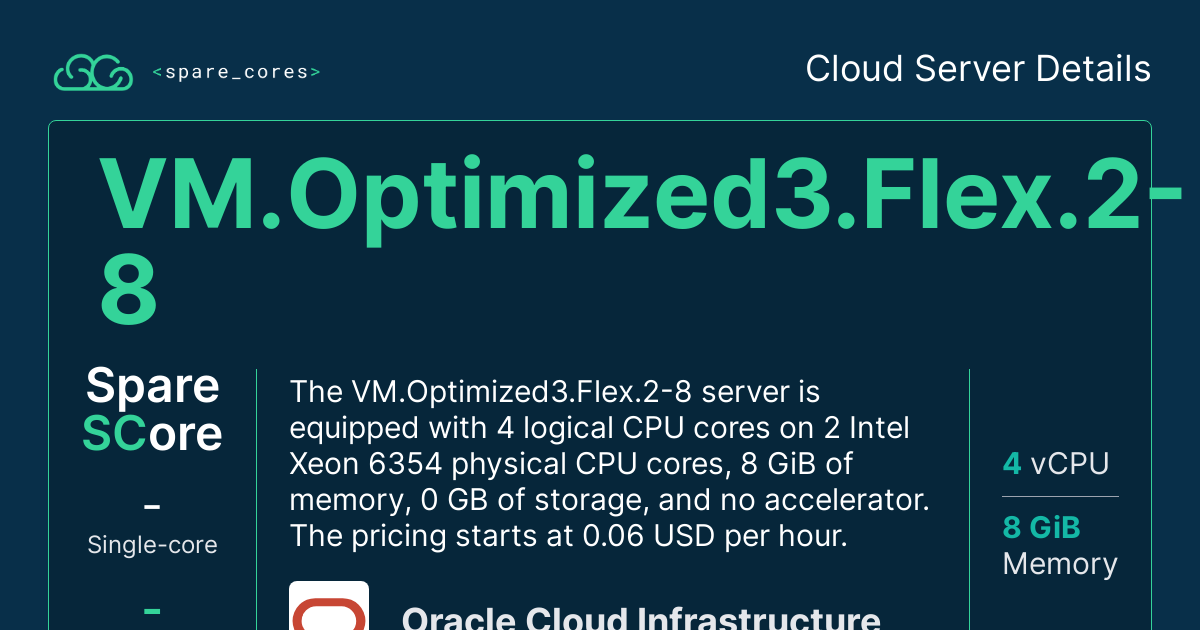 <spare_cores>
Cloud Server Details
VM.Optimized3.Flex.2-
8
Spare
SCore
–
Single-core
–
The VM.Optimized3.Flex.2-8 server is
equipped with 4 logical CPU cores on 2 Intel
Xeon 6354 physical CPU cores, 8 GiB of
memory, 0 GB of storage, and no accelerator.
The pricing starts at 0.06 USD per hour.
Oracle Cloud Infrastructure
4 vCPU
8 GiB
Memory